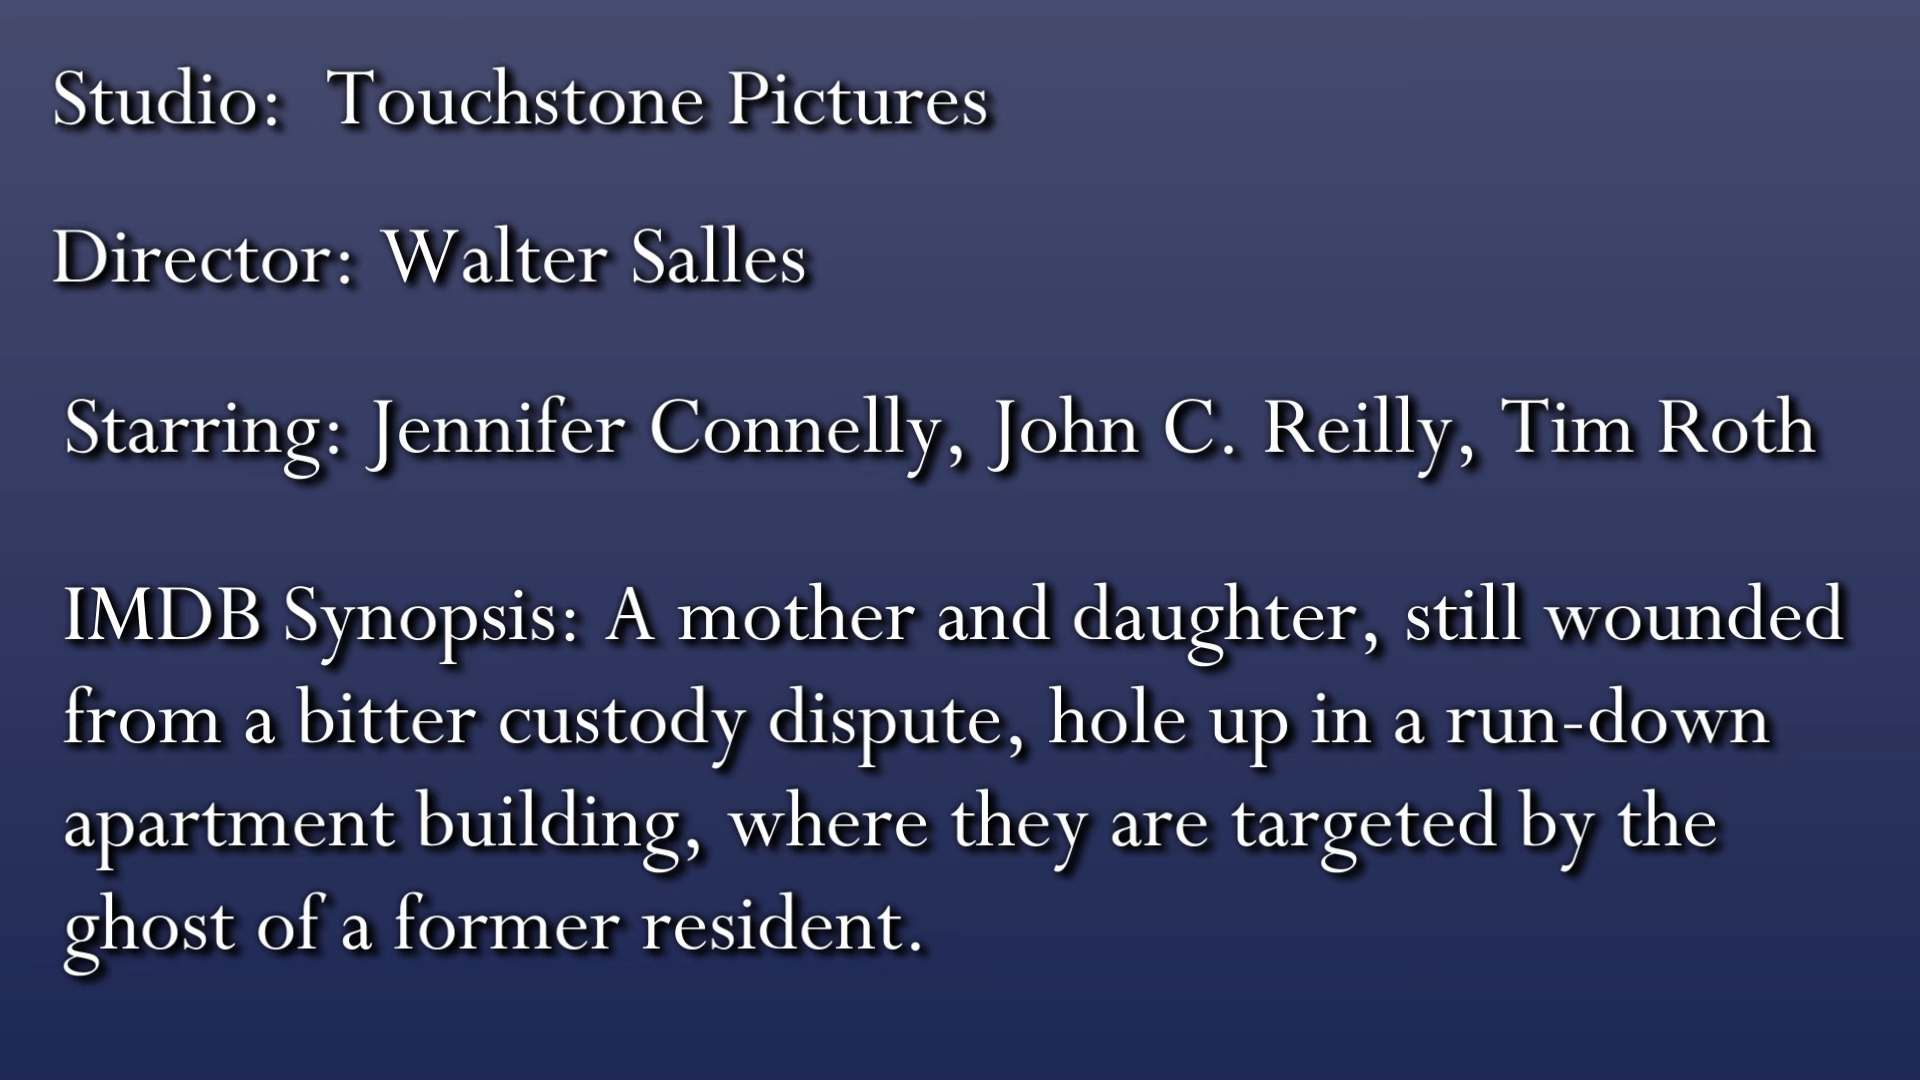 Studio:  Touchstone Pictures
Director: Walter Salles
Starring: Jennifer Connelly, John C. Reilly, Tim Roth
IMDB Synopsis: A mother and daughter, still wounded
from a bitter custody dispute, hole up in a run-down
apartment building, where they are targeted by the
ghost of a former resident.